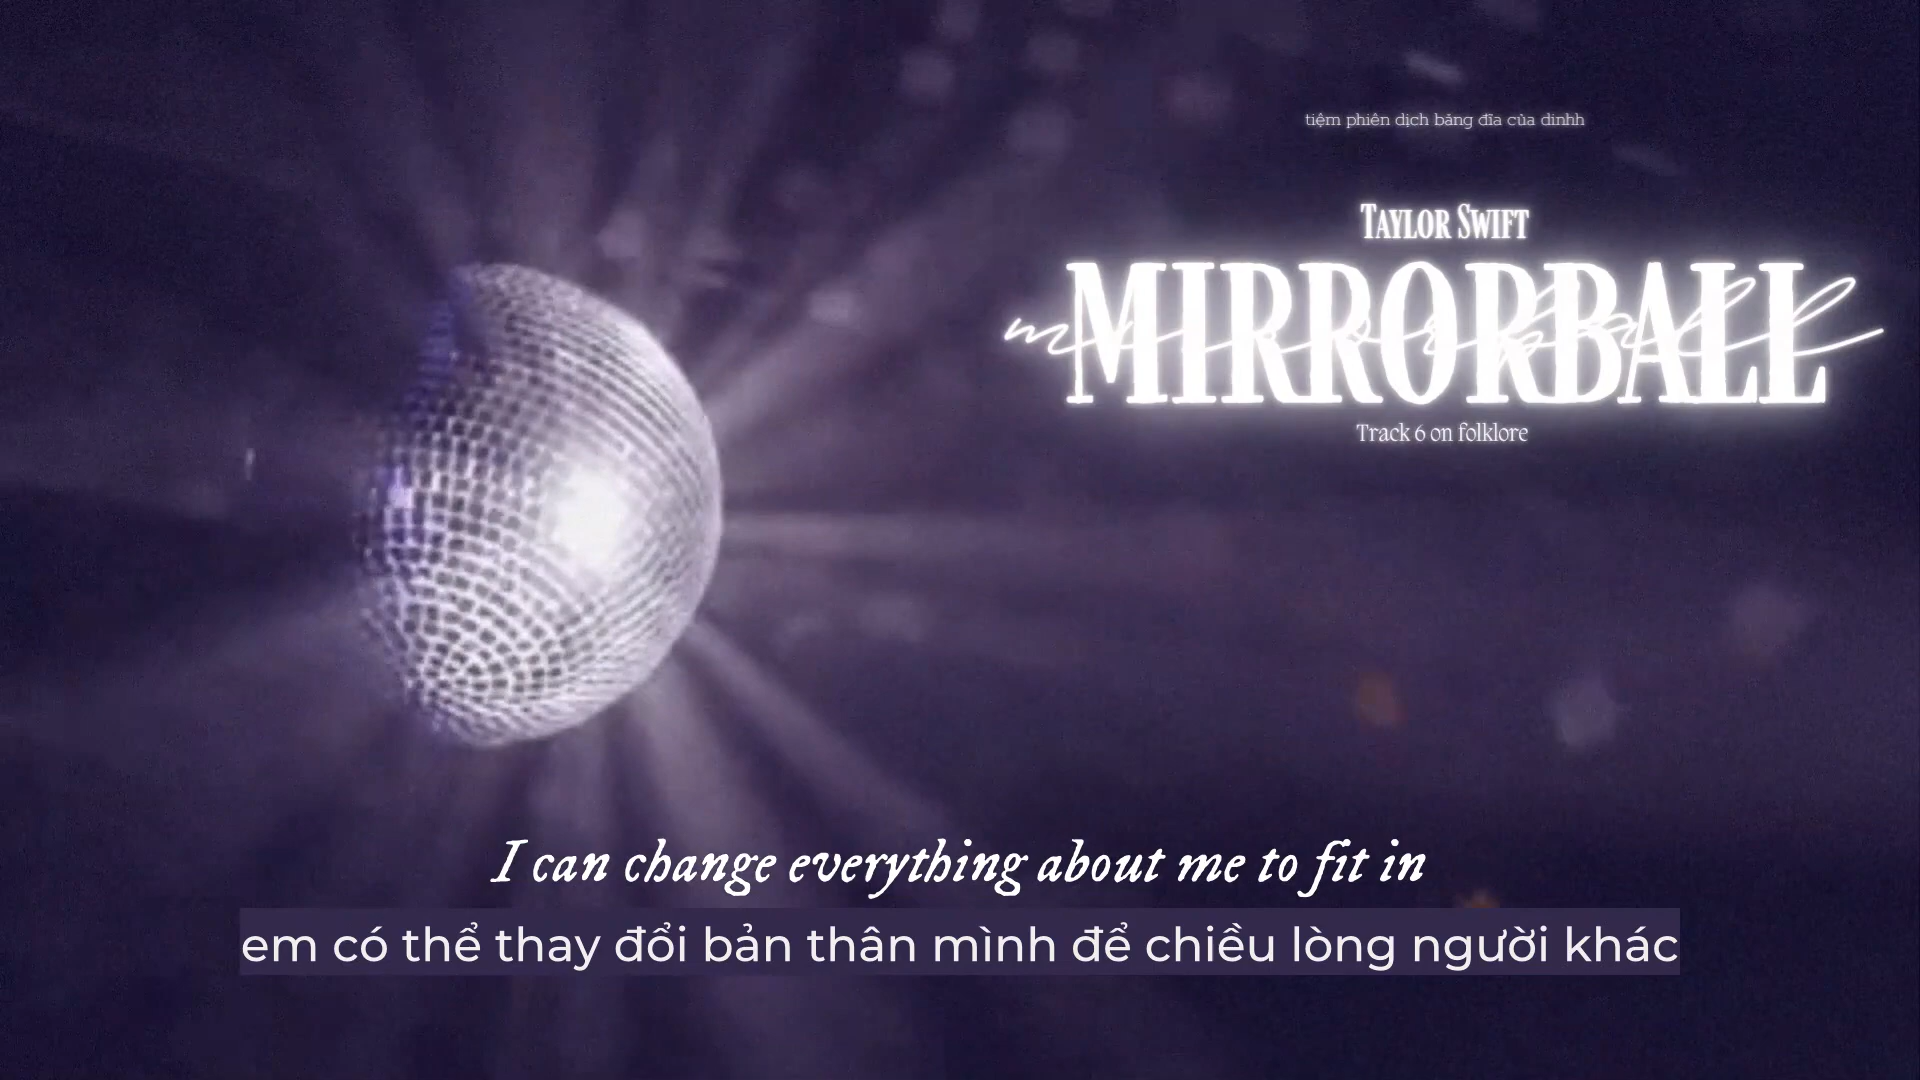 tiệm phiên dịch băng đĩa của dinhh
TAYLOR SWIFT
MIRRORBALL
mirrorball
Track 6 on folklore
I can change everything about me to fit in
em có thể thay đổi bản thân mình để chiều lòng người khác